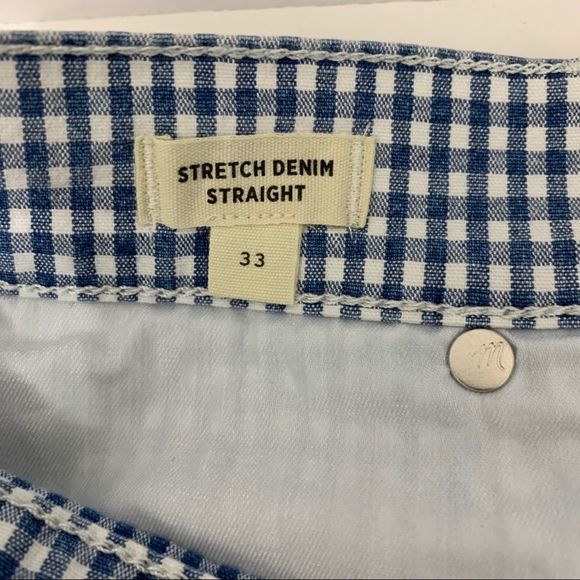 STRETCH DENIM
STRAIGHT
33
m